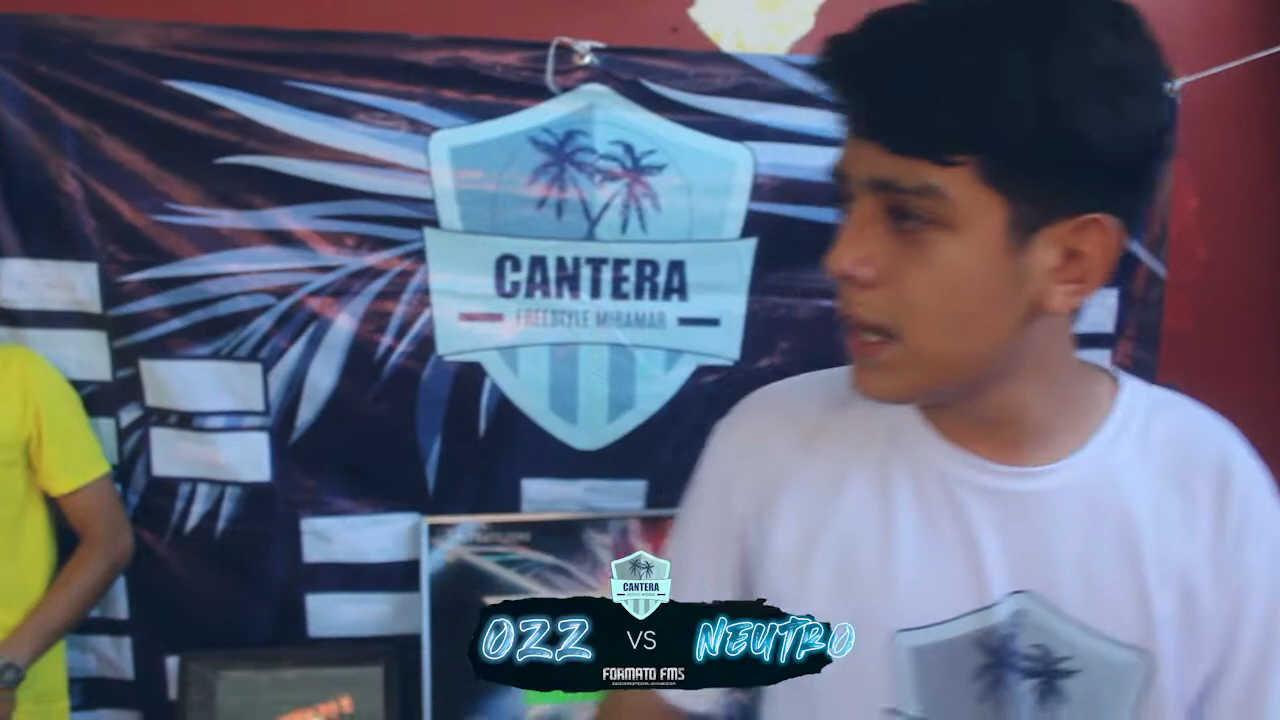 CANTERA
FREESTYLE MIRAMAR
CANTERA
OZZ VS NEUTRO
FORMATO FMS